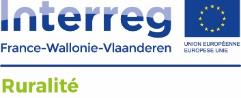 Interreg
France-Wallonie-Vlaanderen
UNION EUROPÉENNE
EUROPESE UNIE
Ruralité